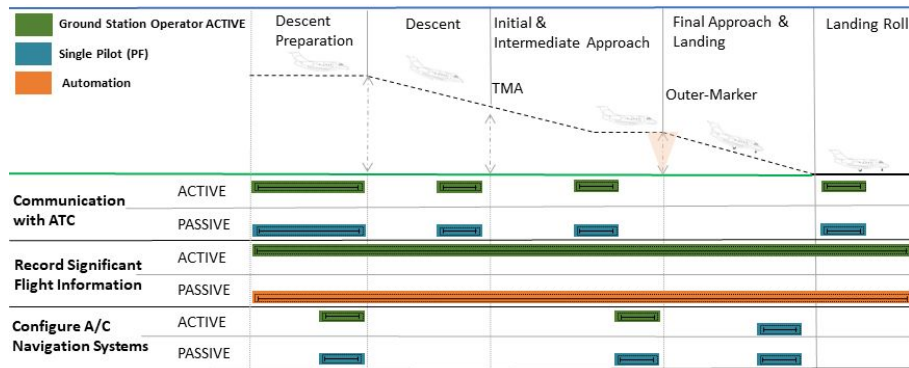 Ground Station Operator ACTIVE
Single Pilot (PF)
Automation
Descent
Preparation
Descent
Initial &
Intermediate Approach
Final Approach &
Landing
Landing Roll
TMA
Outer-Marker
Communication
with ATC
ACTIVE
PASSIVE
Record Significant
Flight Information
ACTIVE
PASSIVE
Configure A/C
Navigation Systems
ACTIVE
PASSIVE